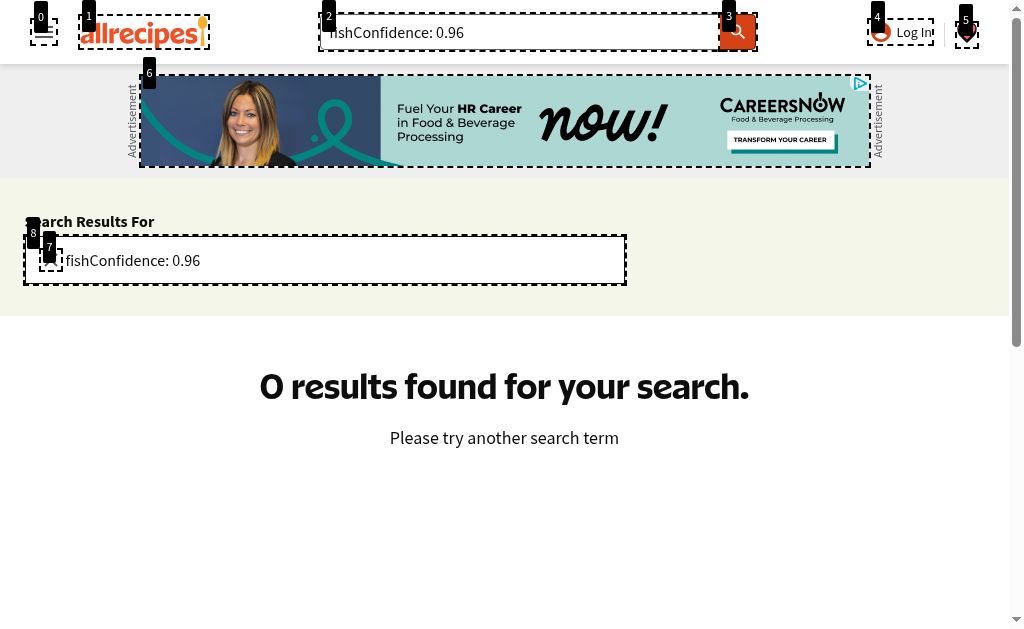 0
1
2
3
4
5
allrecipes
fishConfidence: 0.96
Log In
6
Advertisement
Fuel Your HR Career
in Food & Beverage
Processing
now!
CAREERSNOW
Food & Beverage Processing
TRANSFORM YOUR CAREER
Advertisement
Search Results For
8
7
fishConfidence: 0.96
0 results found for your search.
Please try another search term